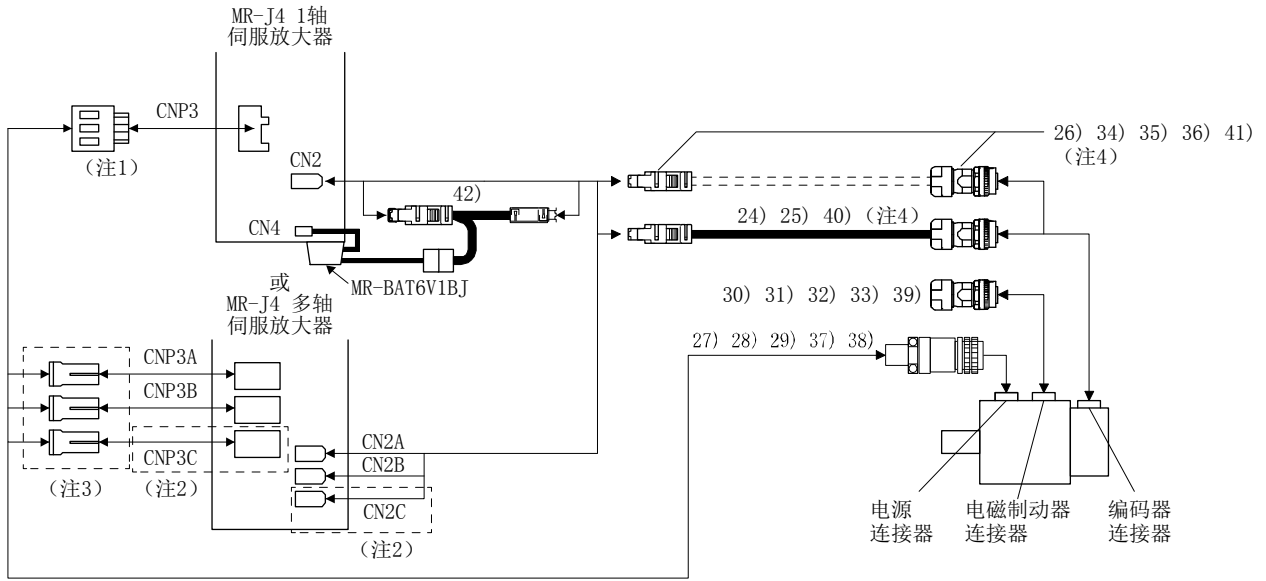 MR-J4 1轴
伺服放大器
CNP3
（注1）
CN2
42)
CN4
MR-BAT6V1BJ
26) 34) 35) 36) 41)
（注4）
24) 25) 40)（注4）
或
MR-J4 多轴
伺服放大器
30) 31) 32) 33) 39)
27) 28) 29) 37) 38)
CNP3A
CNP3B
CNP3C
CN2A
CN2B
CN2C
（注3）
（注2）
（注2）
电源
连接器
电磁制动器
连接器
编码器
连接器